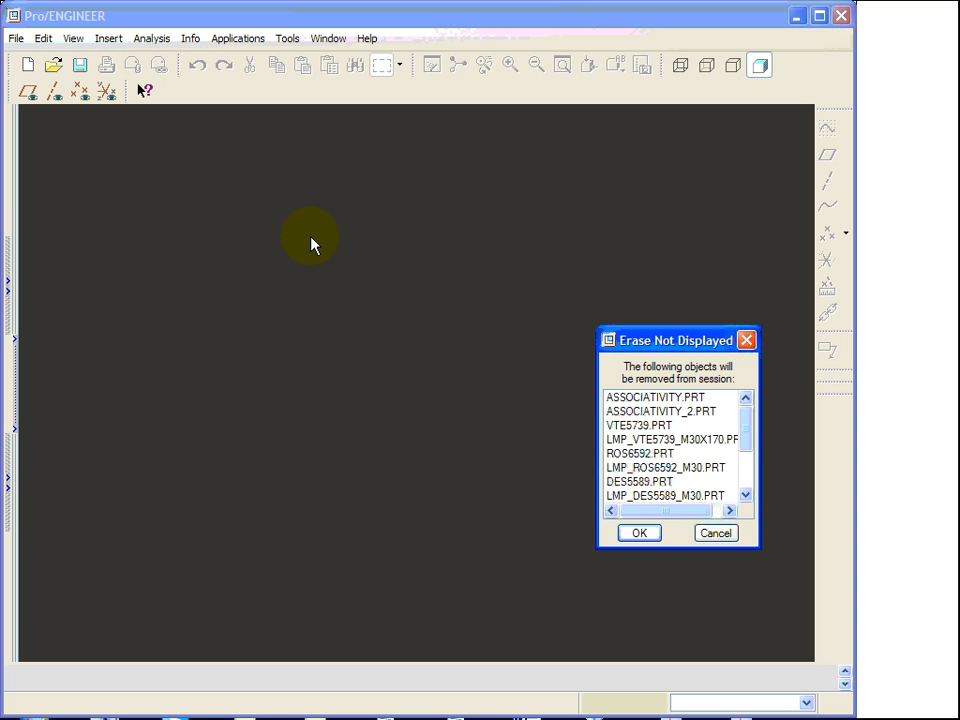 Pro/ENGINEER
File Edit View Insert Analysis Info Applications Tools Window Help
Erase Not Displayed
The following objects will
be removed from session:
ASSOCIATIVITY.PRT
ASSOCIATIVITY_2.PRT
VTE5739.PRT
LMP_VTE5739_M30X170.PR
ROS6592.PRT
LMP_ROS6592_M30.PRT
DES5589.PRT
LMP_DES5589_M30.PRT
OK Cancel